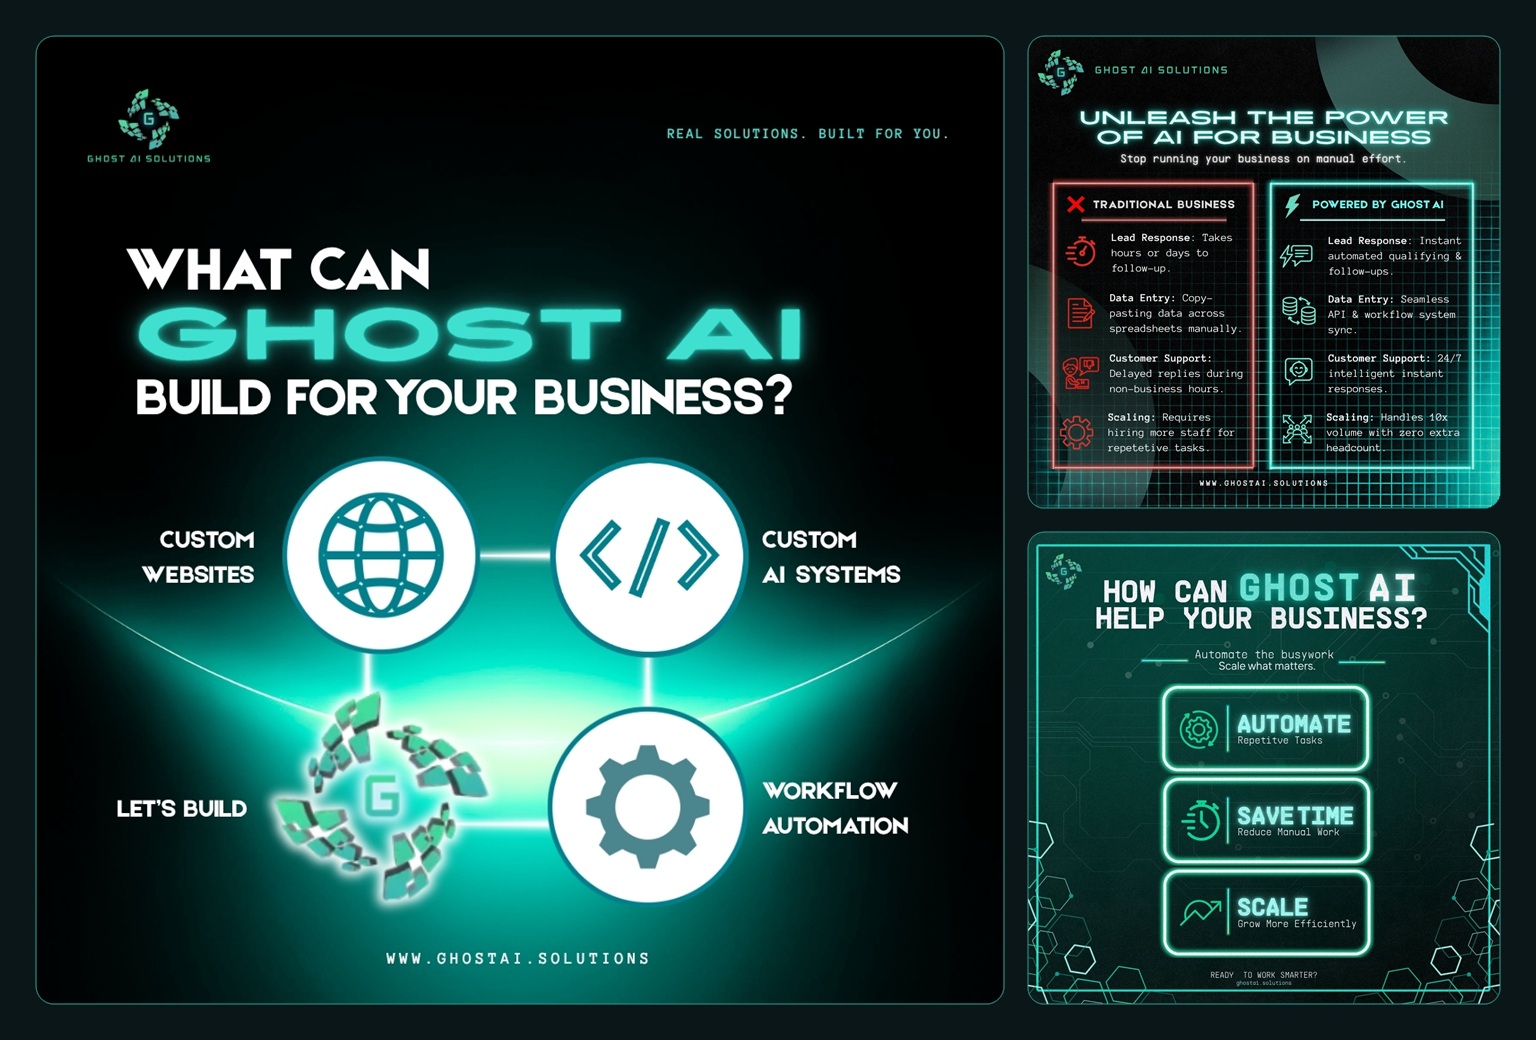 G
GHOST AI SOLUTIONS
REAL SOLUTIONS. BUILT FOR YOU.
WHAT CAN
GHOST AI
BUILD FOR YOUR BUSINESS?
CUSTOM
WEBSITES
CUSTOM
AI SYSTEMS
LET'S BUILD
G
WORKFLOW
AUTOMATION
WWW.GHOSTAI.SOLUTIONS
G
GHOST AI SOLUTIONS
UNLEASH THE POWER
OF AI FOR BUSINESS
Stop running your business on manual effort.
TRADITIONAL BUSINESS
Lead Response: Takes
hours or days to
follow-up.
Data Entry: Copy-
pasting data across
spreadsheets manually.
Customer Support:
Delayed replies during
non-business hours.
Scaling: Requires
hiring more staff for
repetetive tasks.
POWERED BY GHOST AI
Lead Response: Instant
automated qualifying &
follow-ups.
Data Entry: Seamless
API & workflow system
sync.
Customer Support: 24/7
intelligent instant
responses.
Scaling: Handles 10x
volume with zero extra
headcount.
WWW.GHOSTAI.SOLUTIONS
G
HOW CAN GHOST AI
HELP YOUR BUSINESS?
Automate the busywork
Scale what matters.
AUTOMATE
Repetitve Tasks
SAVE TIME
Reduce Manual Work
SCALE
Grow More Efficiently
READY TO WORK SMARTER?
ghostai.solutions